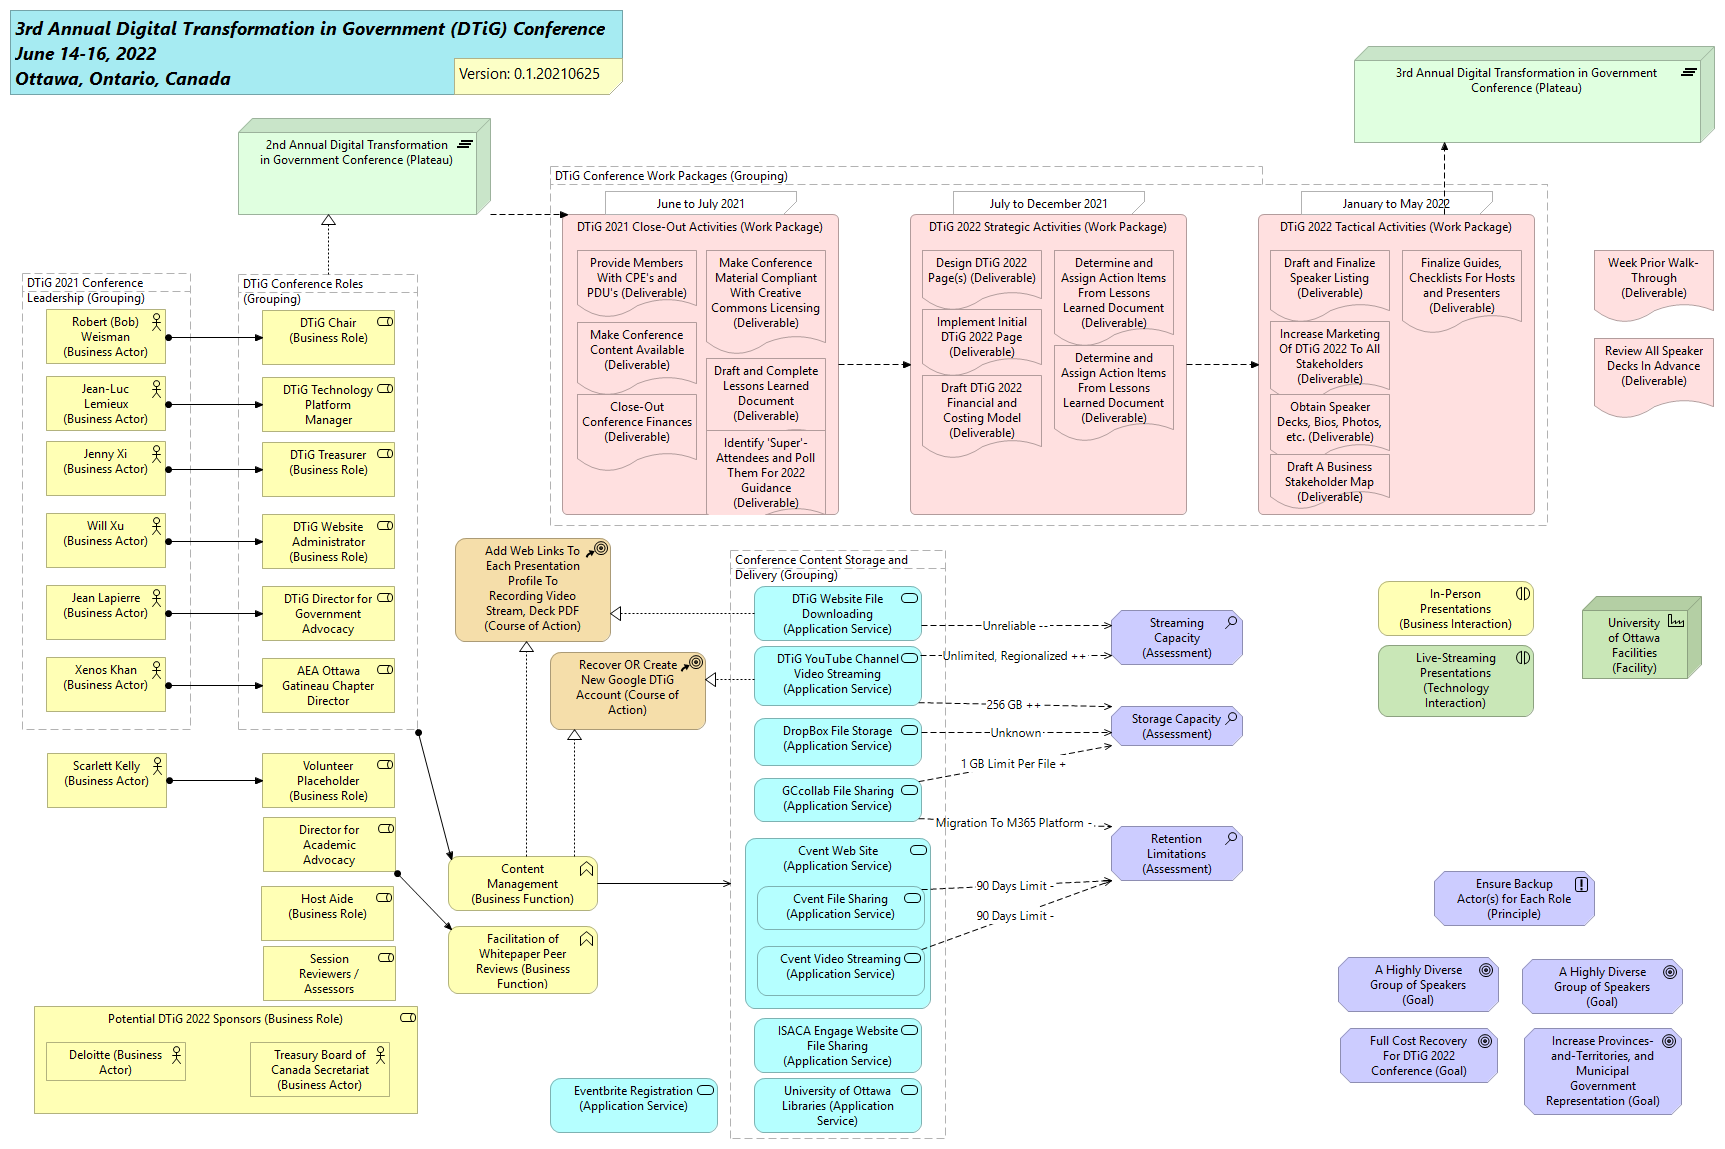 3rd Annual Digital Transformation in Government (DTiG) Conference
June 14-16, 2022
Ottawa, Ontario, Canada
Version: 0.1.20210625
3rd Annual Digital Transformation in Government
Conference (Plateau)
2nd Annual Digital Transformation
in Government Conference (Plateau)
DTiG Conference Work Packages (Grouping)
June to July 2021
DTiG 2021 Close-Out Activities (Work Package)
Provide Members
With CPE's and
PDU's (Deliverable)
Make Conference
Content Available
(Deliverable)
Close-Out
Conference Finances
(Deliverable)
Make Conference
Material Compliant
With Creative
Commons Licensing
(Deliverable)
Draft and Complete
Lessons Learned
Document
(Deliverable)
Identify 'Super'-
Attendees and Poll
Them For 2022
Guidance
(Deliverable)
July to December 2021
DTiG 2022 Strategic Activities (Work Package)
Design DTiG 2022
Page(s) (Deliverable)
Implement Initial
DTiG 2022 Page
(Deliverable)
Draft DTiG 2022
Financial and
Costing Model
(Deliverable)
Determine and
Assign Action Items
From Lessons
Learned Document
(Deliverable)
Determine and
Assign Action Items
From Lessons
Learned Document
(Deliverable)
January to May 2022
DTiG 2022 Tactical Activities (Work Package)
Draft and Finalize
Speaker Listing
(Deliverable)
Increase Marketing
Of DTiG 2022 To All
Stakeholders
(Deliverable)
Obtain Speaker
Decks, Bios, Photos,
etc. (Deliverable)
Draft A Business
Stakeholder Map
(Deliverable)
Finalize Guides,
Checklists For Hosts
and Presenters
(Deliverable)
Week Prior Walk-
Through
(Deliverable)
Review All Speaker
Decks In Advance
(Deliverable)
DTiG 2021 Conference
Leadership (Grouping)
Robert (Bob)
Weisman
(Business Actor)
Jean-Luc
Lemieux
(Business Actor)
Jenny Xi
(Business Actor)
Will Xu
(Business Actor)
Jean Lapierre
(Business Actor)
Xenos Khan
(Business Actor)
Scarlett Kelly
(Business Actor)
DTiG Conference Roles
(Grouping)
DTiG Chair
(Business Role)
DTiG Technology
Platform
Manager
DTiG Treasurer
(Business Role)
DTiG Website
Administrator
(Business Role)
DTiG Director for
Government
Advocacy
AEA Ottawa
Gatineau Chapter
Director
Volunteer
Placeholder
(Business Role)
Director for
Academic
Advocacy
Host Aide
(Business Role)
Session
Reviewers /
Assessors
Potential DTiG 2022 Sponsors (Business Role)
Deloitte (Business
Actor)
Treasury Board of
Canada Secretariat
(Business Actor)
Add Web Links To
Each Presentation
Profile To
Recording Video
Stream, Deck PDF
(Course of Action)
Recover OR Create
New Google DTiG
Account (Course of
Action)
Content
Management
(Business Function)
Facilitation of
Whitepaper Peer
Reviews (Business
Function)
Conference Content Storage and
Delivery (Grouping)
DTiG Website File
Downloading
(Application Service)
DTiG YouTube Channel
Video Streaming
(Application Service)
DropBox File Storage
(Application Service)
GCcollab File Sharing
(Application Service)
Cvent Web Site
(Application Service)
Cvent File Sharing
(Application Service)
Cvent Video Streaming
(Application Service)
ISACA Engage Website
File Sharing
(Application Service)
University of Ottawa
Libraries (Application
Service)
Eventbrite Registration
(Application Service)
Unreliable --
Unlimited, Regionalized ++
256 GB ++
Unknown
1 GB Limit Per File +
Migration To M365 Platform -
90 Days Limit -
90 Days Limit -
Streaming
Capacity
(Assessment)
Storage Capacity
(Assessment)
Retention
Limitations
(Assessment)
In-Person
Presentations
(Business Interaction)
Live-Streaming
Presentations
(Technology
Interaction)
University
of Ottawa
Facilities
(Facility)
Ensure Backup
Actor(s) for Each Role
(Principle)
A Highly Diverse
Group of Speakers
(Goal)
A Highly Diverse
Group of Speakers
(Goal)
Full Cost Recovery
For DTiG 2022
Conference (Goal)
Increase Provinces-
and-Territories, and
Municipal
Government
Representation (Goal)